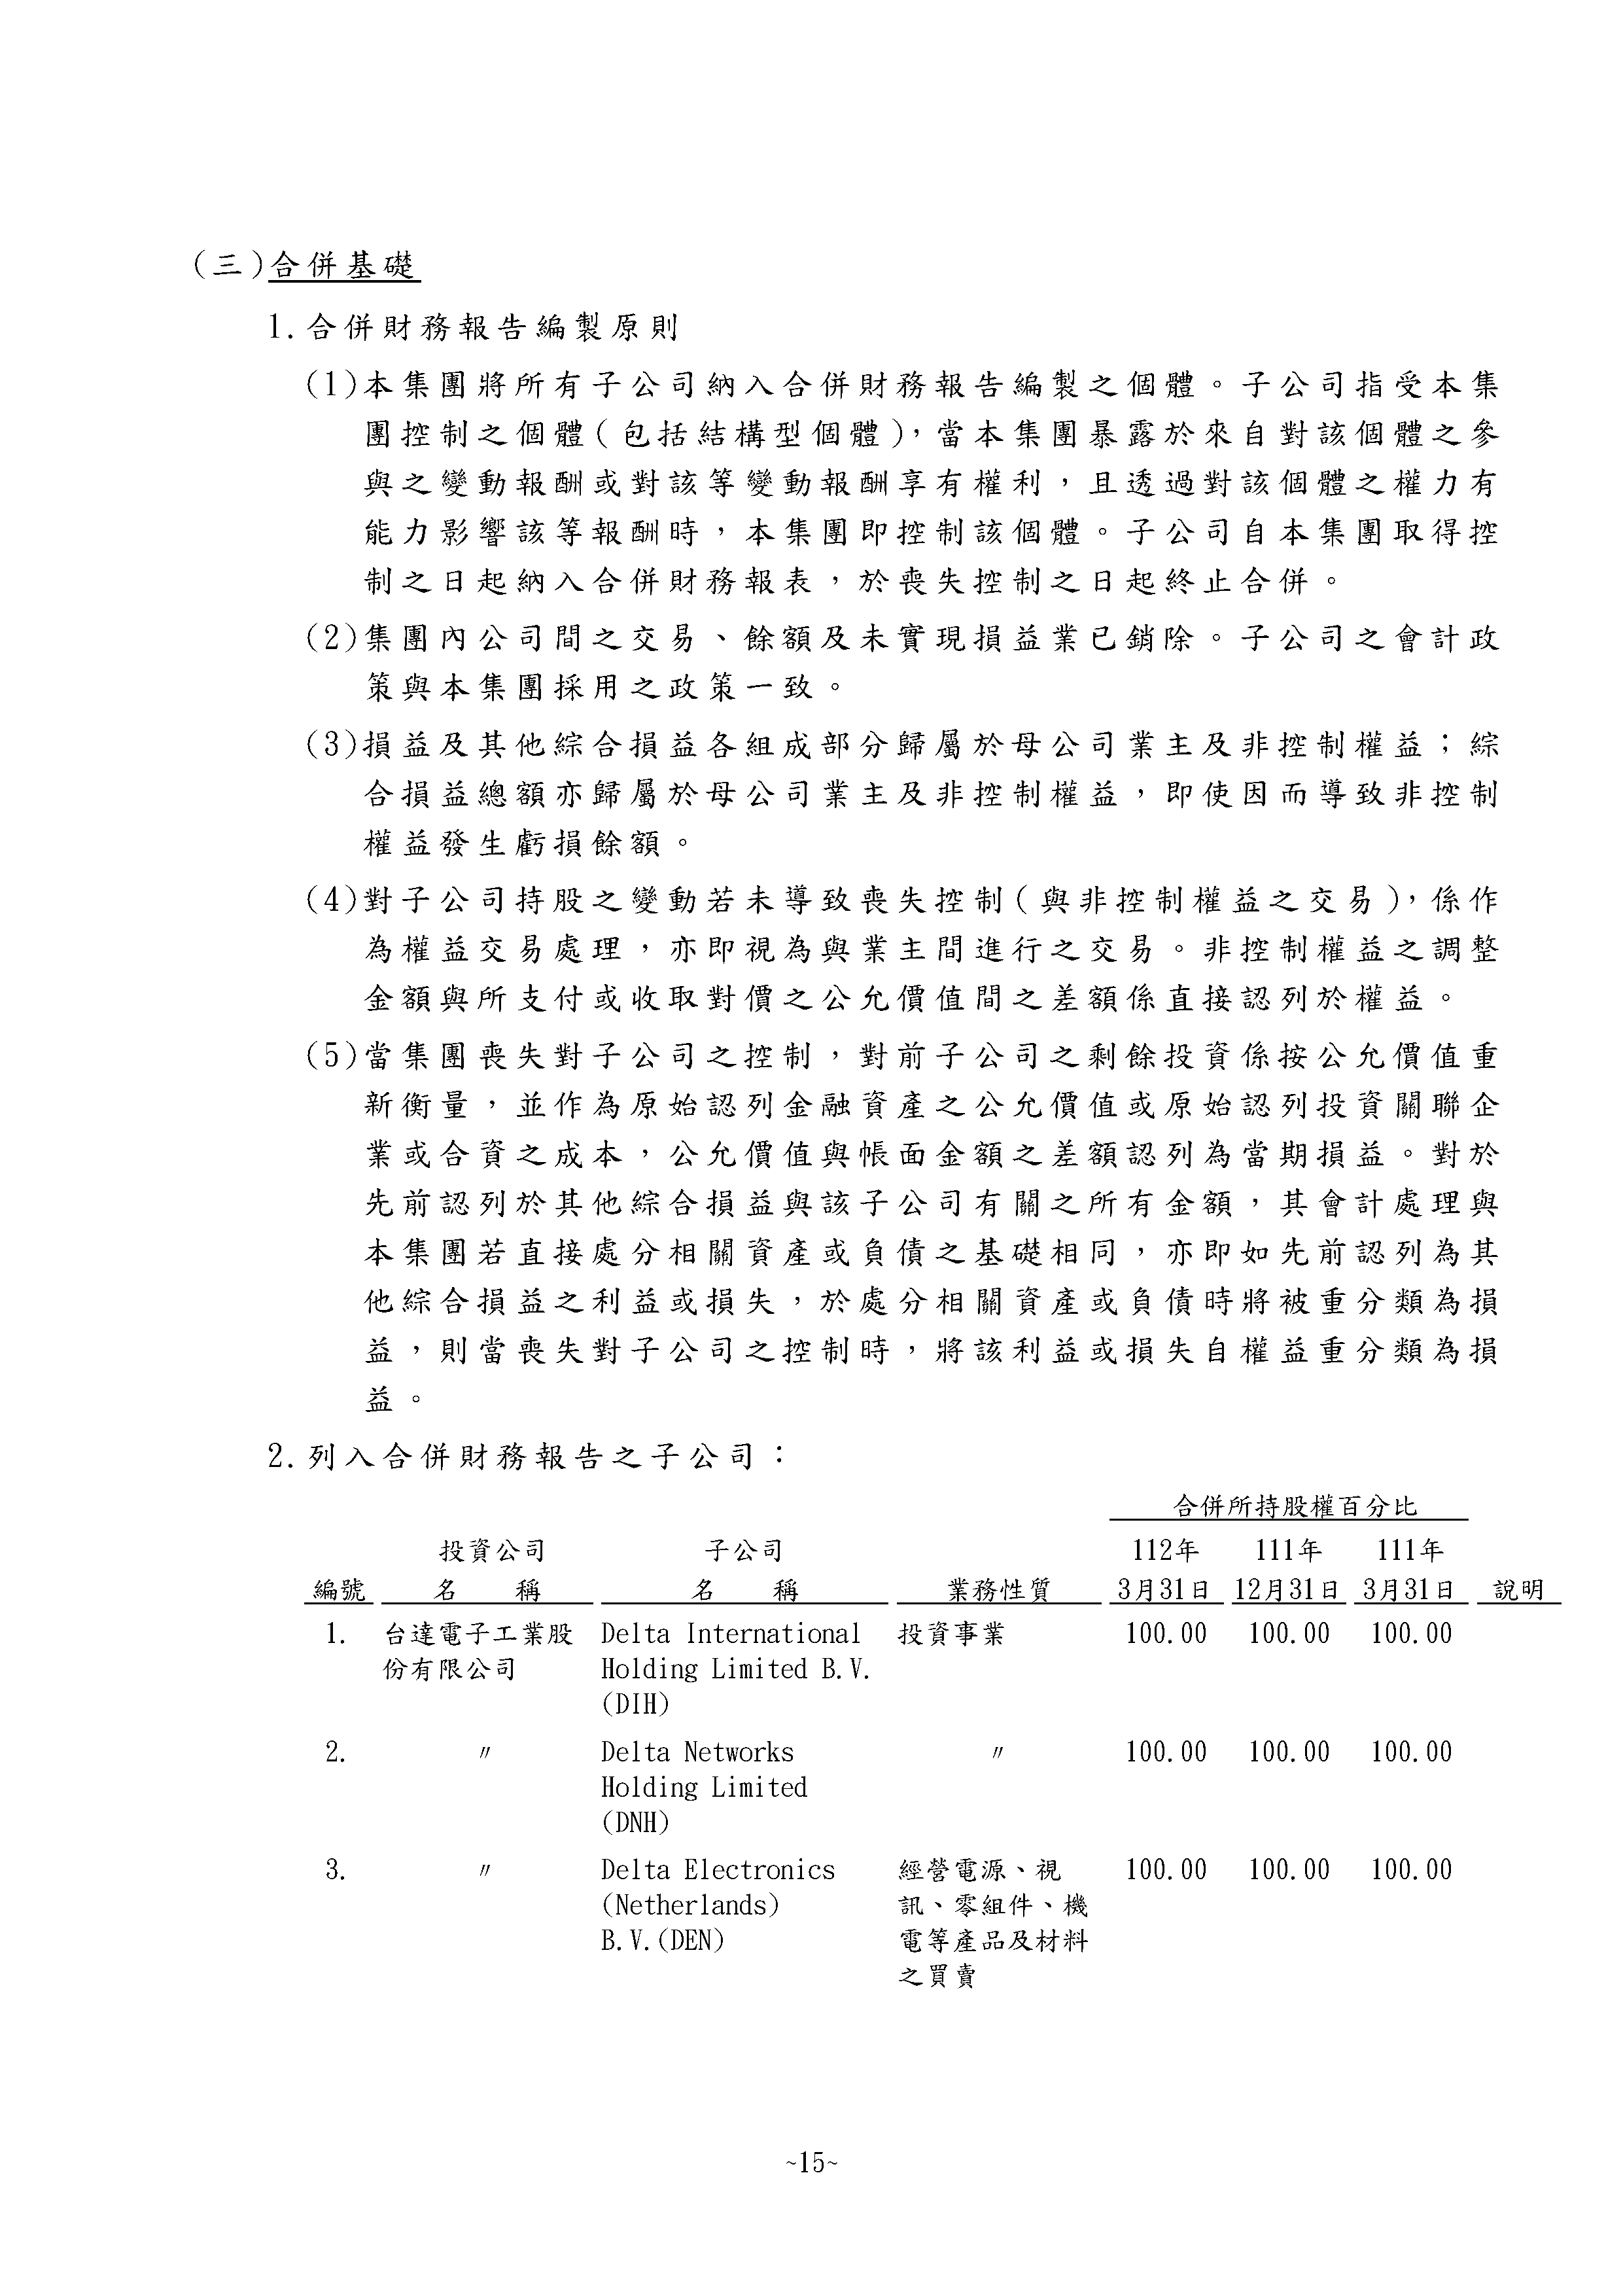 (三)合併基礎
1.合併財務報告編製原則
(1)本集團將所有子公司納入合併財務報告編製之個體。子公司指受本集
團控制之個體(包括結構型個體)，當本集團暴露於來自對該個體之參
與之變動報酬或對該等變動報酬享有權利，且透過對該個體之權力有
能力影響該等報酬時，本集團即控制該個體。子公司自本集團取得控
制之日起納入合併財務報表，於喪失控制之日起終止合併。
(2)集團內公司間之交易、餘額及未實現損益業已銷除。子公司之會計政
策與本集團採用之政策一致。
(3)損益及其他綜合損益各組成部分歸屬於母公司業主及非控制權益；綜
合損益總額亦歸屬於母公司業主及非控制權益，即使因而導致非控制
權益發生虧損餘額。
(4)對子公司持股之變動若未導致喪失控制(與非控制權益之交易)，係作
為權益交易處理，亦即視為與業主間進行之交易。非控制權益之調整
金額與所支付或收取對價之公允價值間之差額係直接認列於權益。
(5)當集團喪失對子公司之控制，對前子公司之剩餘投資係按公允價值重
新衡量，並作為原始認列金融資產之公允價值或原始認列投資關聯企
業或合資之成本，公允價值與帳面金額之差額認列為當期損益。對於
先前認列於其他綜合損益與該子公司有關之所有金額，其會計處理與
本集團若直接處分相關資產或負債之基礎相同，亦即如先前認列為其
他綜合損益之利益或損失，於處分相關資產或負債時將被重分類為損
益，則當喪失對子公司之控制時，將該利益或損失自權益重分類為損
益。
2.列入合併財務報告之子公司：
合併所持股權百分比
投資公司 子公司 112年 111年 111年
編號 名 稱 名 稱 業務性質 3月31日 12月31日 3月31日 說明
1. 台達電子工業股 Delta International 投資事業 100.00 100.00 100.00
份有限公司 Holding Limited B.V.
(DIH)
2. 〃 Delta Networks 〃 100.00 100.00 100.00
Holding Limited
(DNH)
3. 〃 Delta Electronics 經營電源、視 100.00 100.00 100.00
(Netherlands) 訊、零組件、機
B.V.(DEN) 電等產品及材料
之買賣
~15~